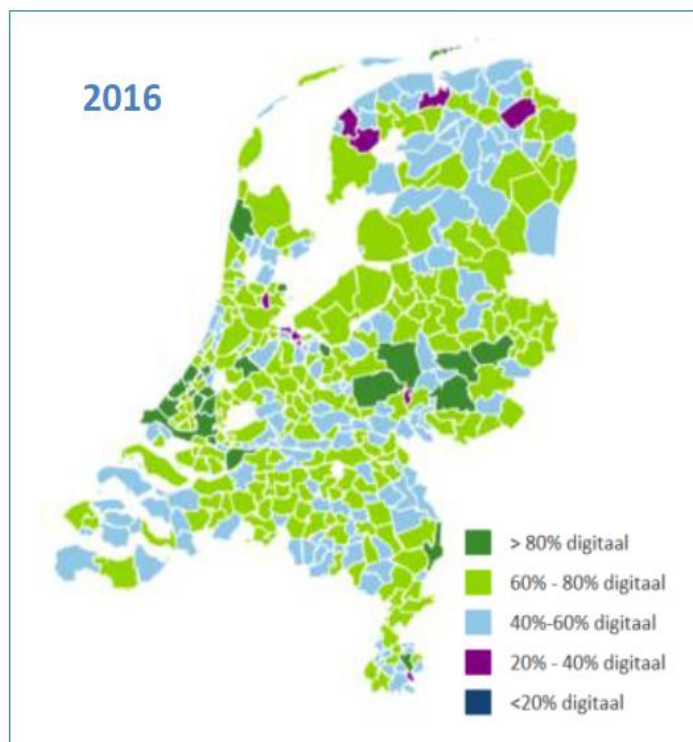 2016
> 80% digitaal
60% - 80% digitaal
40%-60% digitaal
20% - 40% digitaal
<20% digitaal